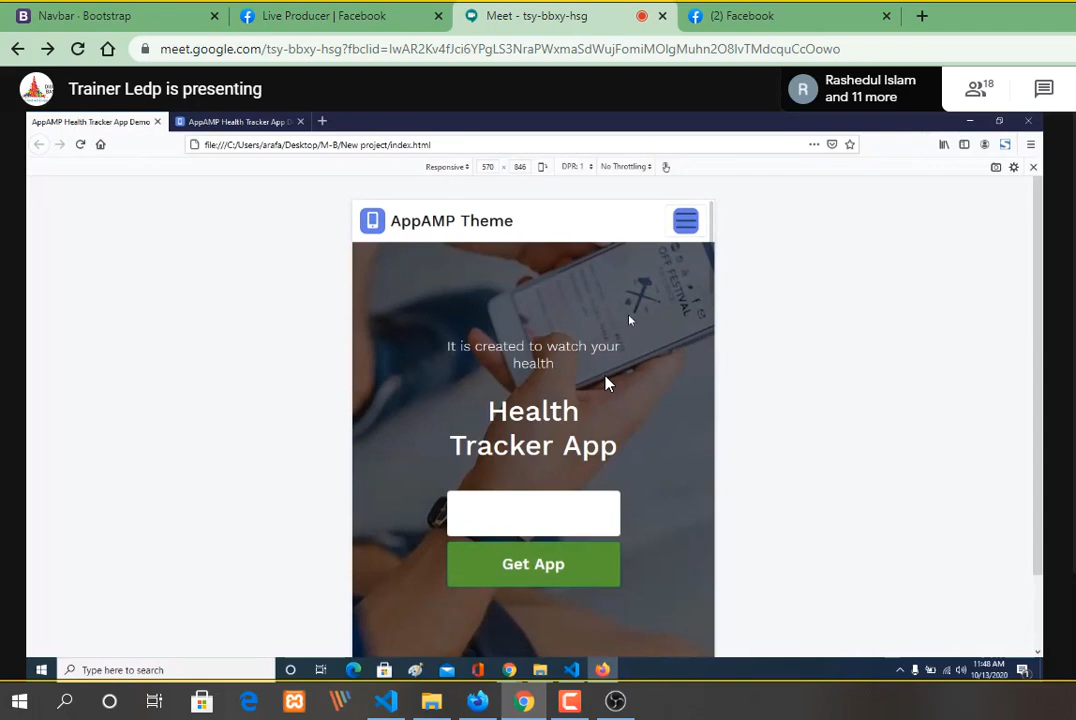 Navbar · Bootstrap
Live Producer | Facebook
Meet - tsy-bbxy-hsg
(2) Facebook
meet.google.com/tsy-bbxy-hsg?fbclid=IwAR2Kv4fJci6YPgLS3NraPWxmaSdWujFomiMOlgMuhn2O8IvTMdcquCcOowo
Trainer Ledp is presenting
R
Rashedul Islam
and 11 more
18
AppAMP Health Tracker App Demo
AppAMP Health Tracker App D
file:///C:/Users/arafa/Desktop/M-B/New project/index.html
Responsive
570 × 846
DPR: 1
No Throttling
AppAMP Theme
OFF FESTIVAL
It is created to watch your
health
Health
Tracker App
Get App
Type here to search
11:48 AM
10/13/2020